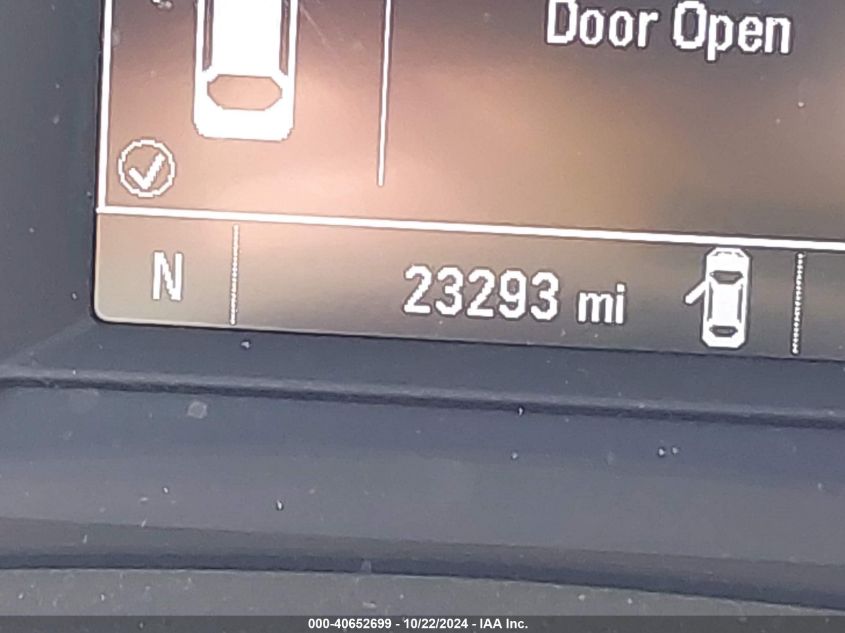 Door Open
N
23293 mi
000-40652699 - 10/22/2024 - IAA Inc.